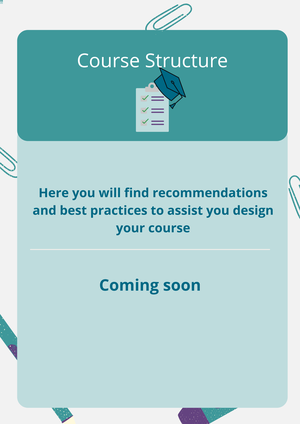 Course Structure
Here you will find recommendations
and best practices to assist you design
your course
Coming soon